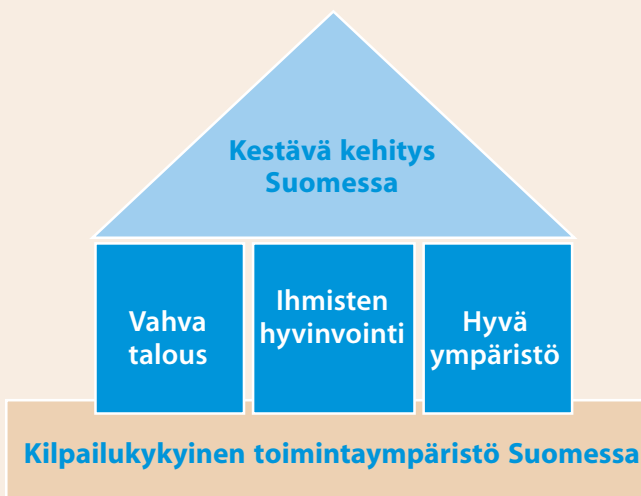 Kestävä kehitys
Suomessa
Vahva
talous
Ihmisten
hyvinvointi
Hyvä
ympäristö
Kilpailukykyinen toimintaympäristö Suomessa